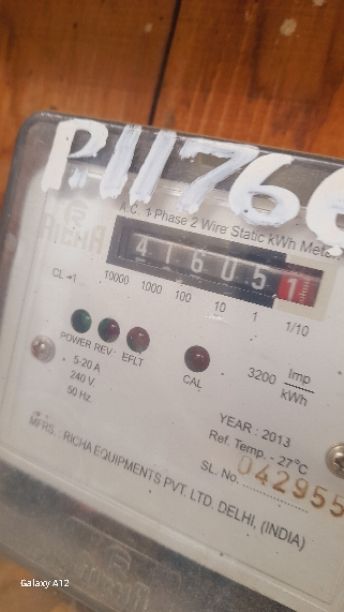 P.11766
A.C. 1 Phase 2 Wire Static kWh Meter
4 1 6 0 5 1
CL ⇒1 10000 1000 100 10 1 1/10
POWER REV. EFLT CAL
3200 Imp/kWh
5-20 A
240 V.
50 Hz.
YEAR : 2013
Ref. Temp. - 27°C
SL. No. 042955
MFRS. : RICHA EQUIPMENTS PVT. LTD. DELHI, (INDIA)
Galaxy A12